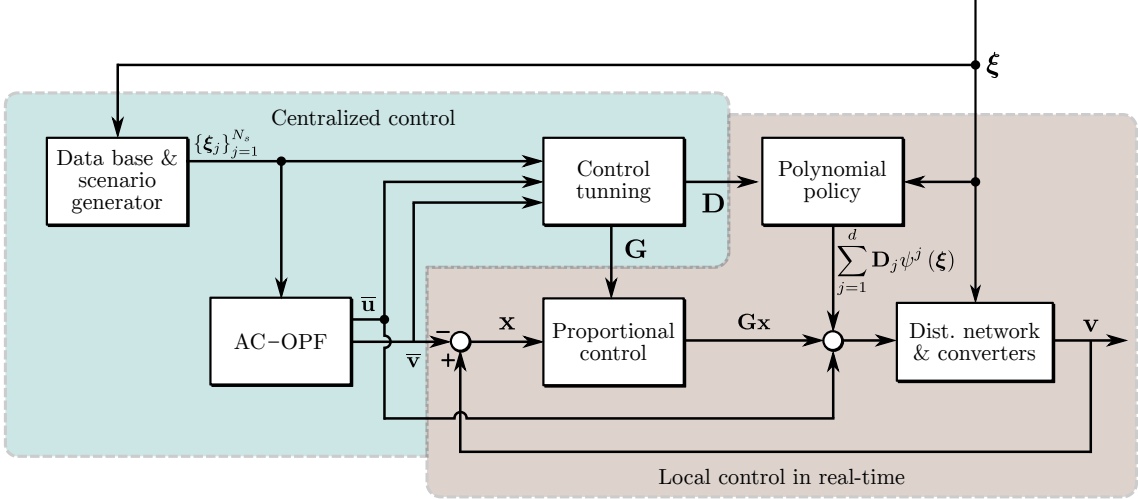 ξ
Centralized control
Data base &
scenario
generator
{ξ_j}_{j=1}^{N_s}
Control
tunning
D
Polynomial
policy
G
\sum_{j=1}^{d} D_j ψ^j (ξ)
AC–OPF
u̅
v̅
−
+
x
Proportional
control
Gx
Dist. network
& converters
v
Local control in real-time